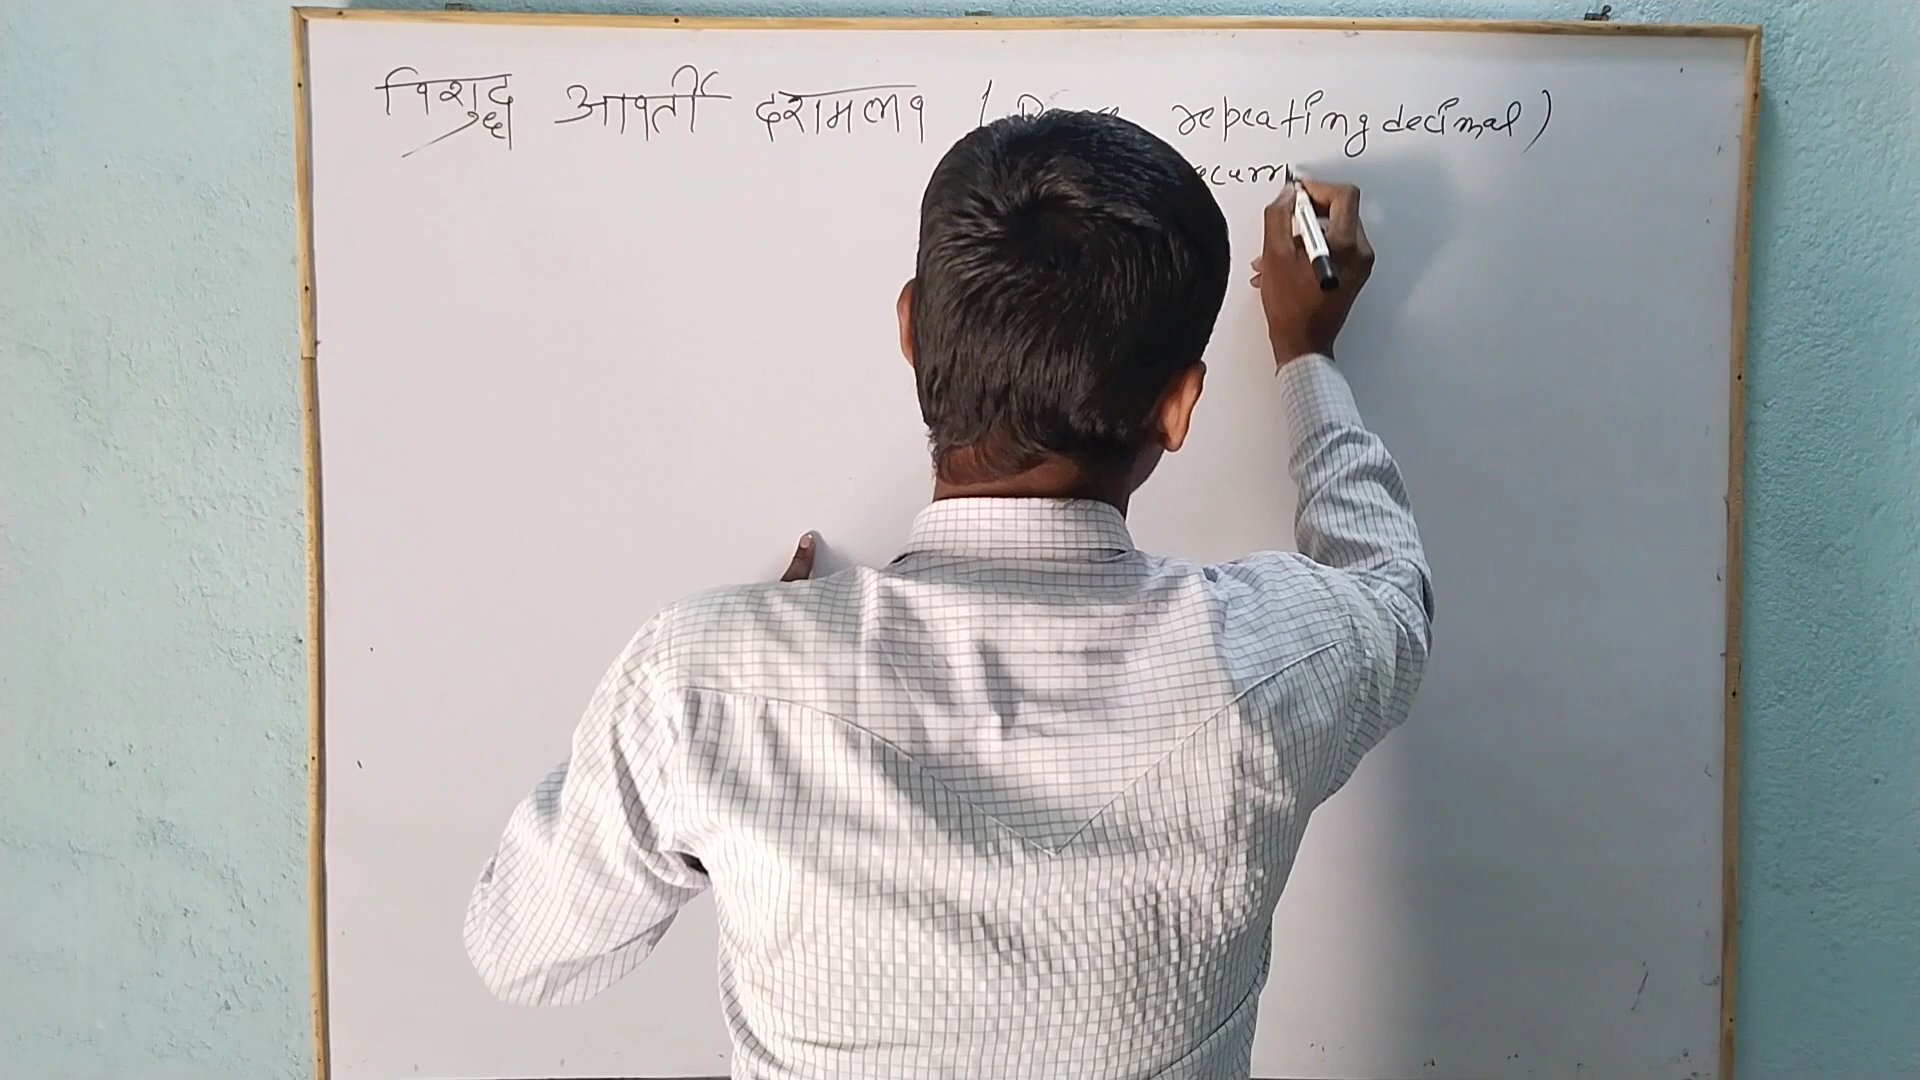 विशुद्ध आवर्ती दशमलव ( repeating decimal)